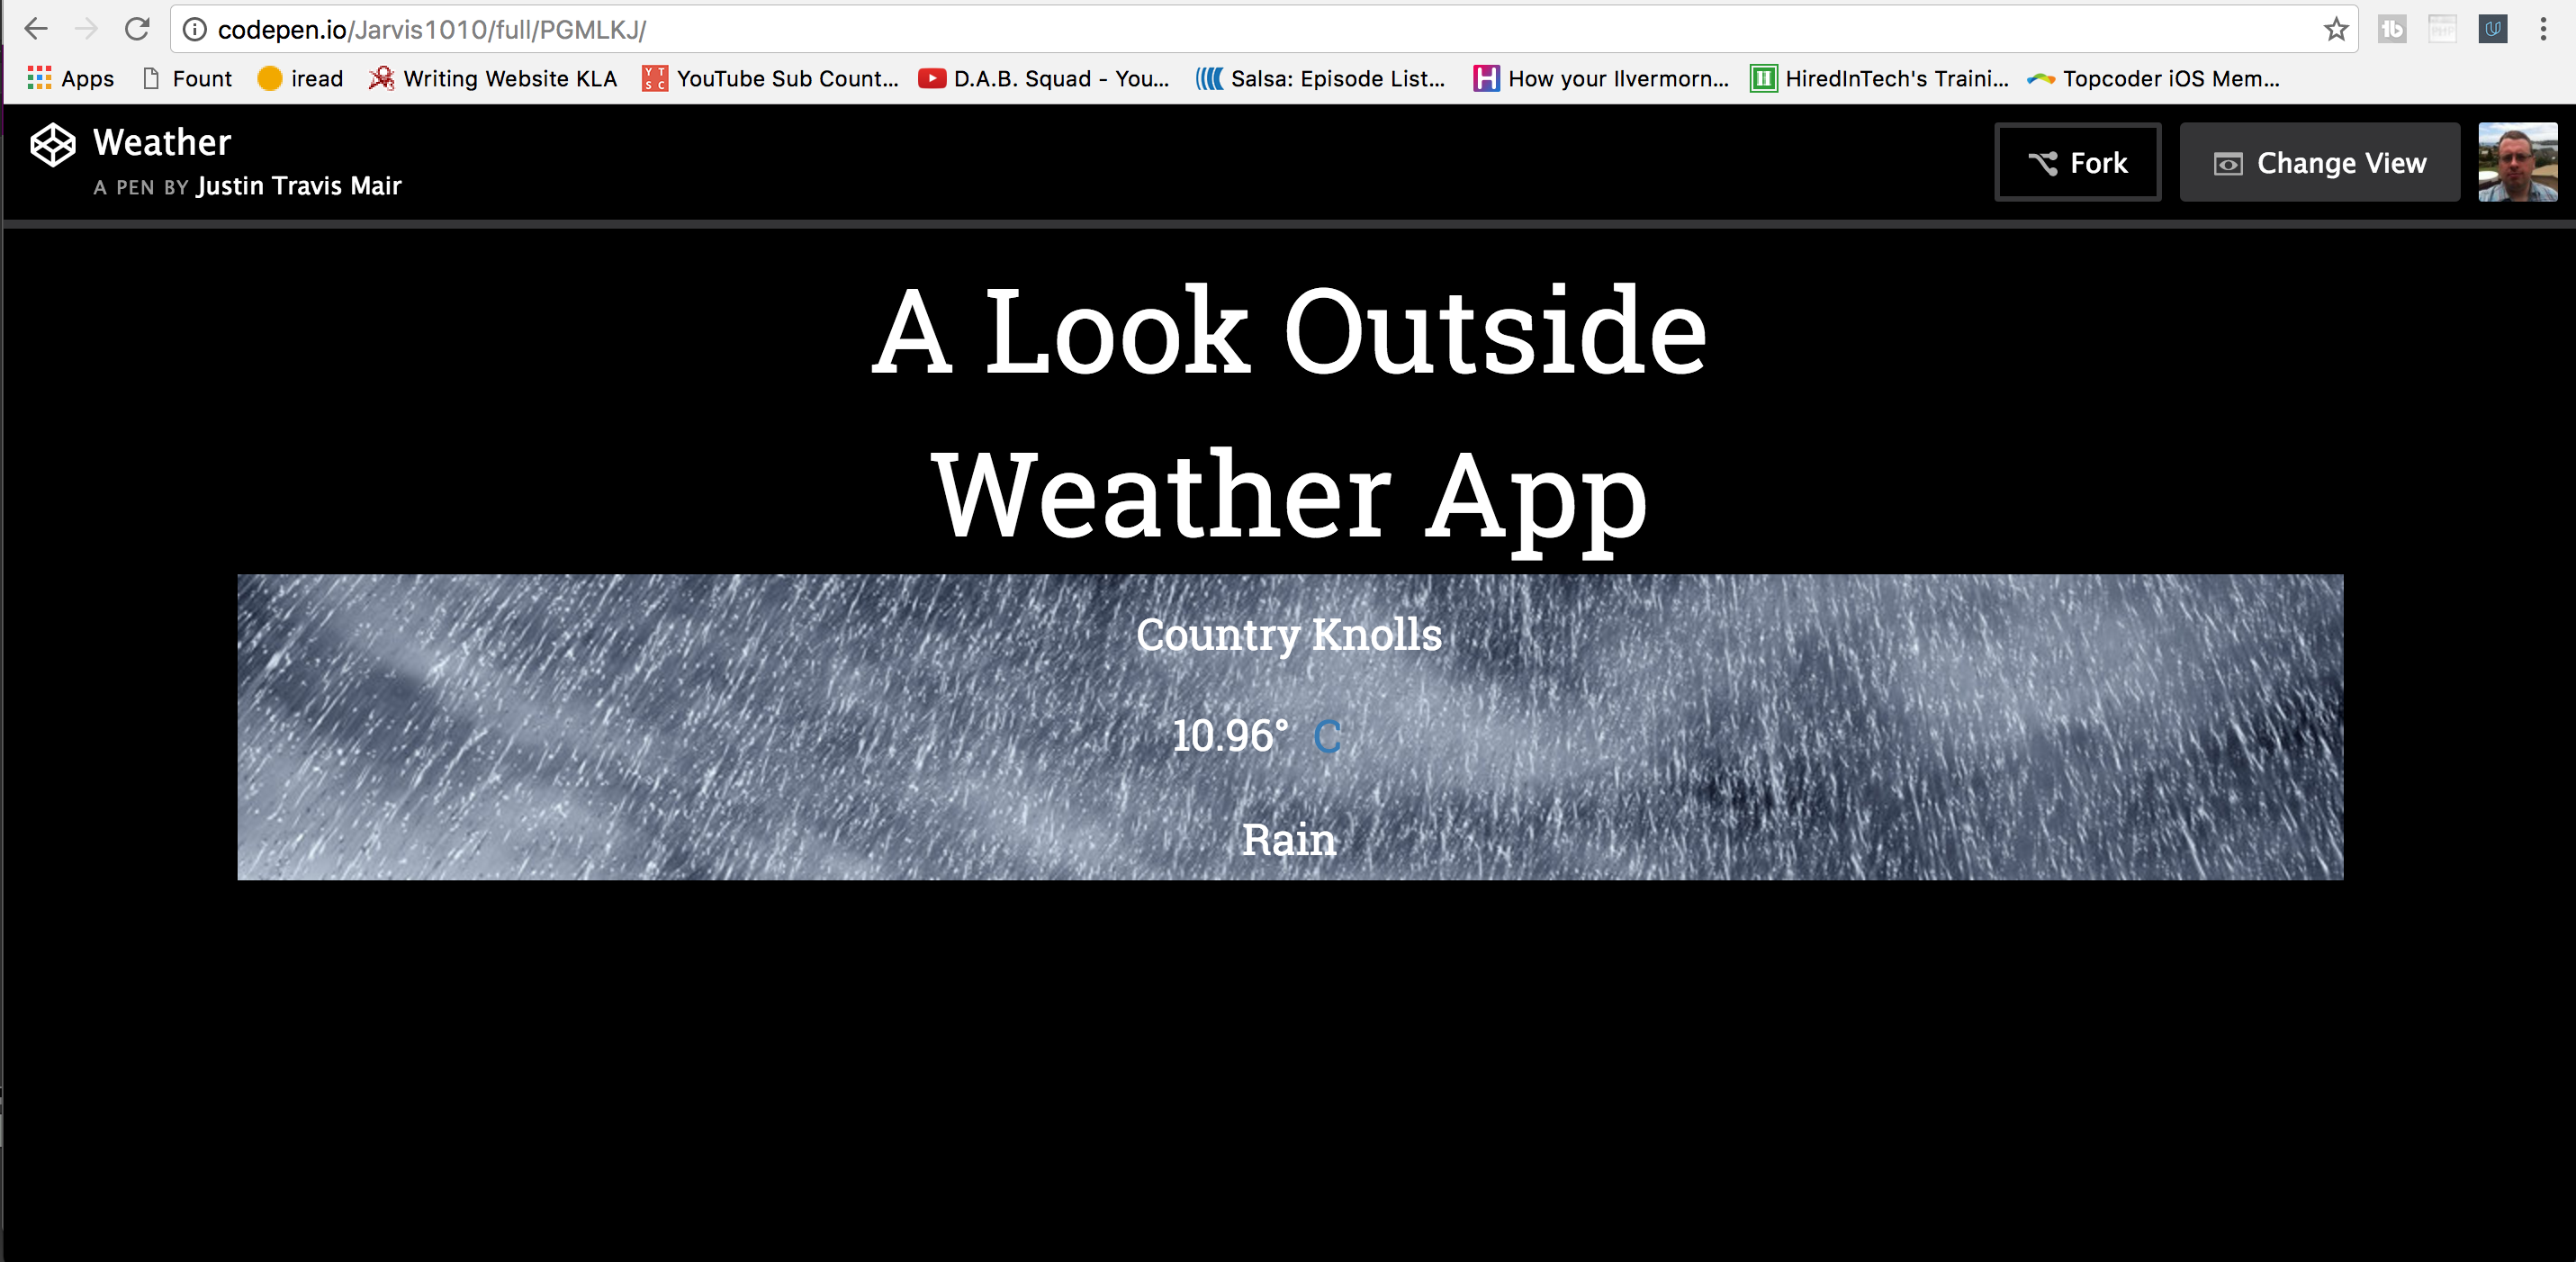 codepen.io/Jarvis1010/full/PGMLKJ/
Apps Fount iread Writing Website KLA YouTube Sub Count... D.A.B. Squad - You... Salsa: Episode List... How your Ilvermorn... HiredInTech's Traini... Topcoder iOS Mem...
Weather
A PEN BY Justin Travis Mair
Fork Change View
A Look Outside
Weather App
Country Knolls
10.96° C
Rain